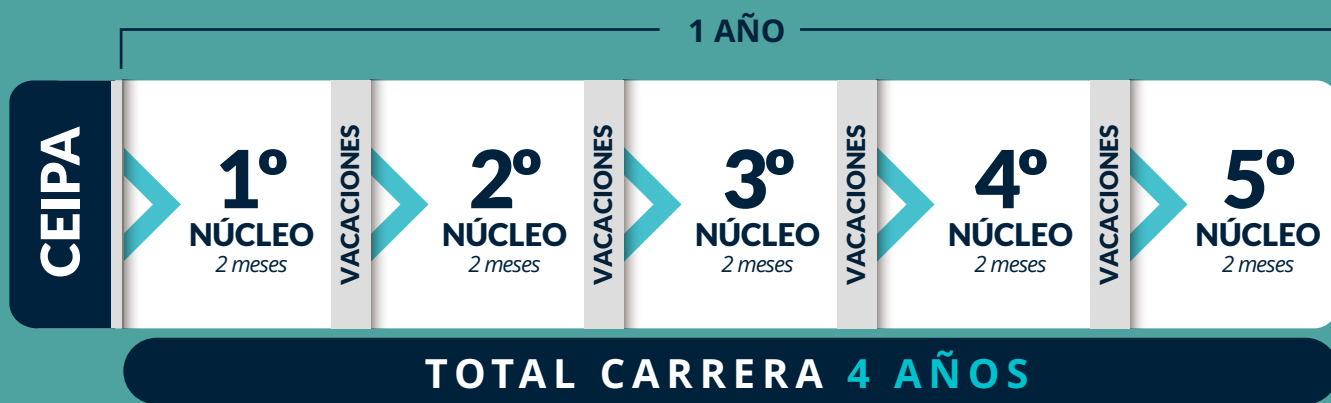 1 AÑO
CEIPA
1º
NÚCLEO
2 meses
VACACIONES
2º
NÚCLEO
2 meses
VACACIONES
3º
NÚCLEO
2 meses
VACACIONES
4º
NÚCLEO
2 meses
VACACIONES
5º
NÚCLEO
2 meses
TOTAL CARRERA 4 AÑOS